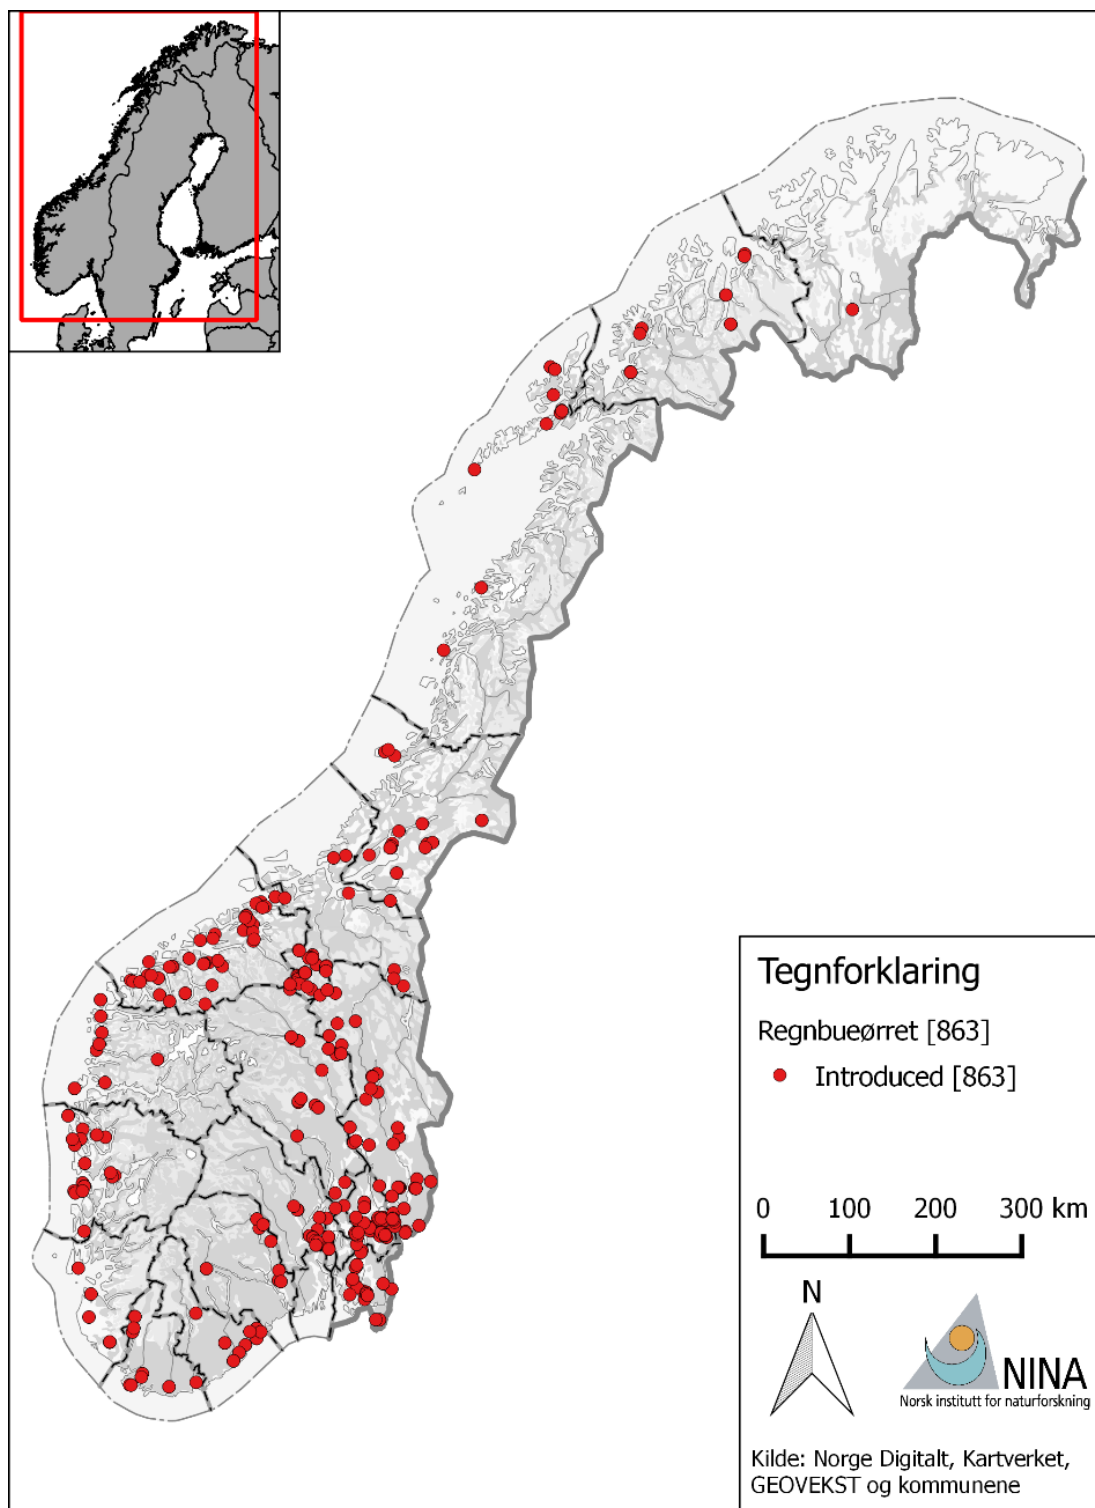 Tegnforklaring
Regnbueørret [863]
Introduced [863]
0 100 200 300 km
N
NINA
Norsk institutt for naturforskning
Kilde: Norge Digitalt, Kartverket,
GEOVEKST og kommunene